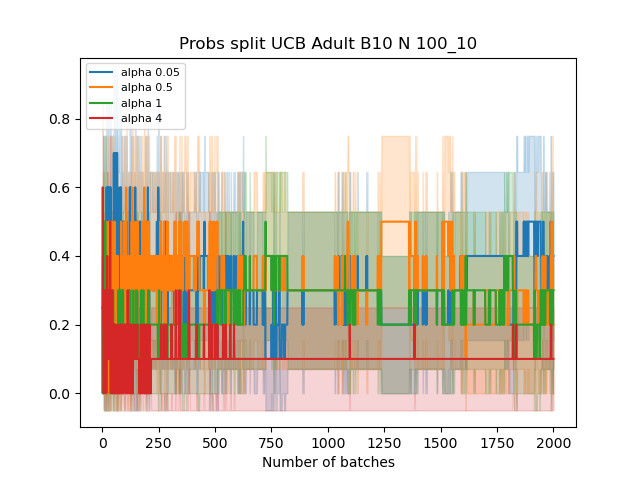 Probs split UCB Adult B10 N 100_10
alpha 0.05
alpha 0.5
alpha 1
alpha 4
0.8
0.6
0.4
0.2
0.0
0 250 500 750 1000 1250 1500 1750 2000
Number of batches